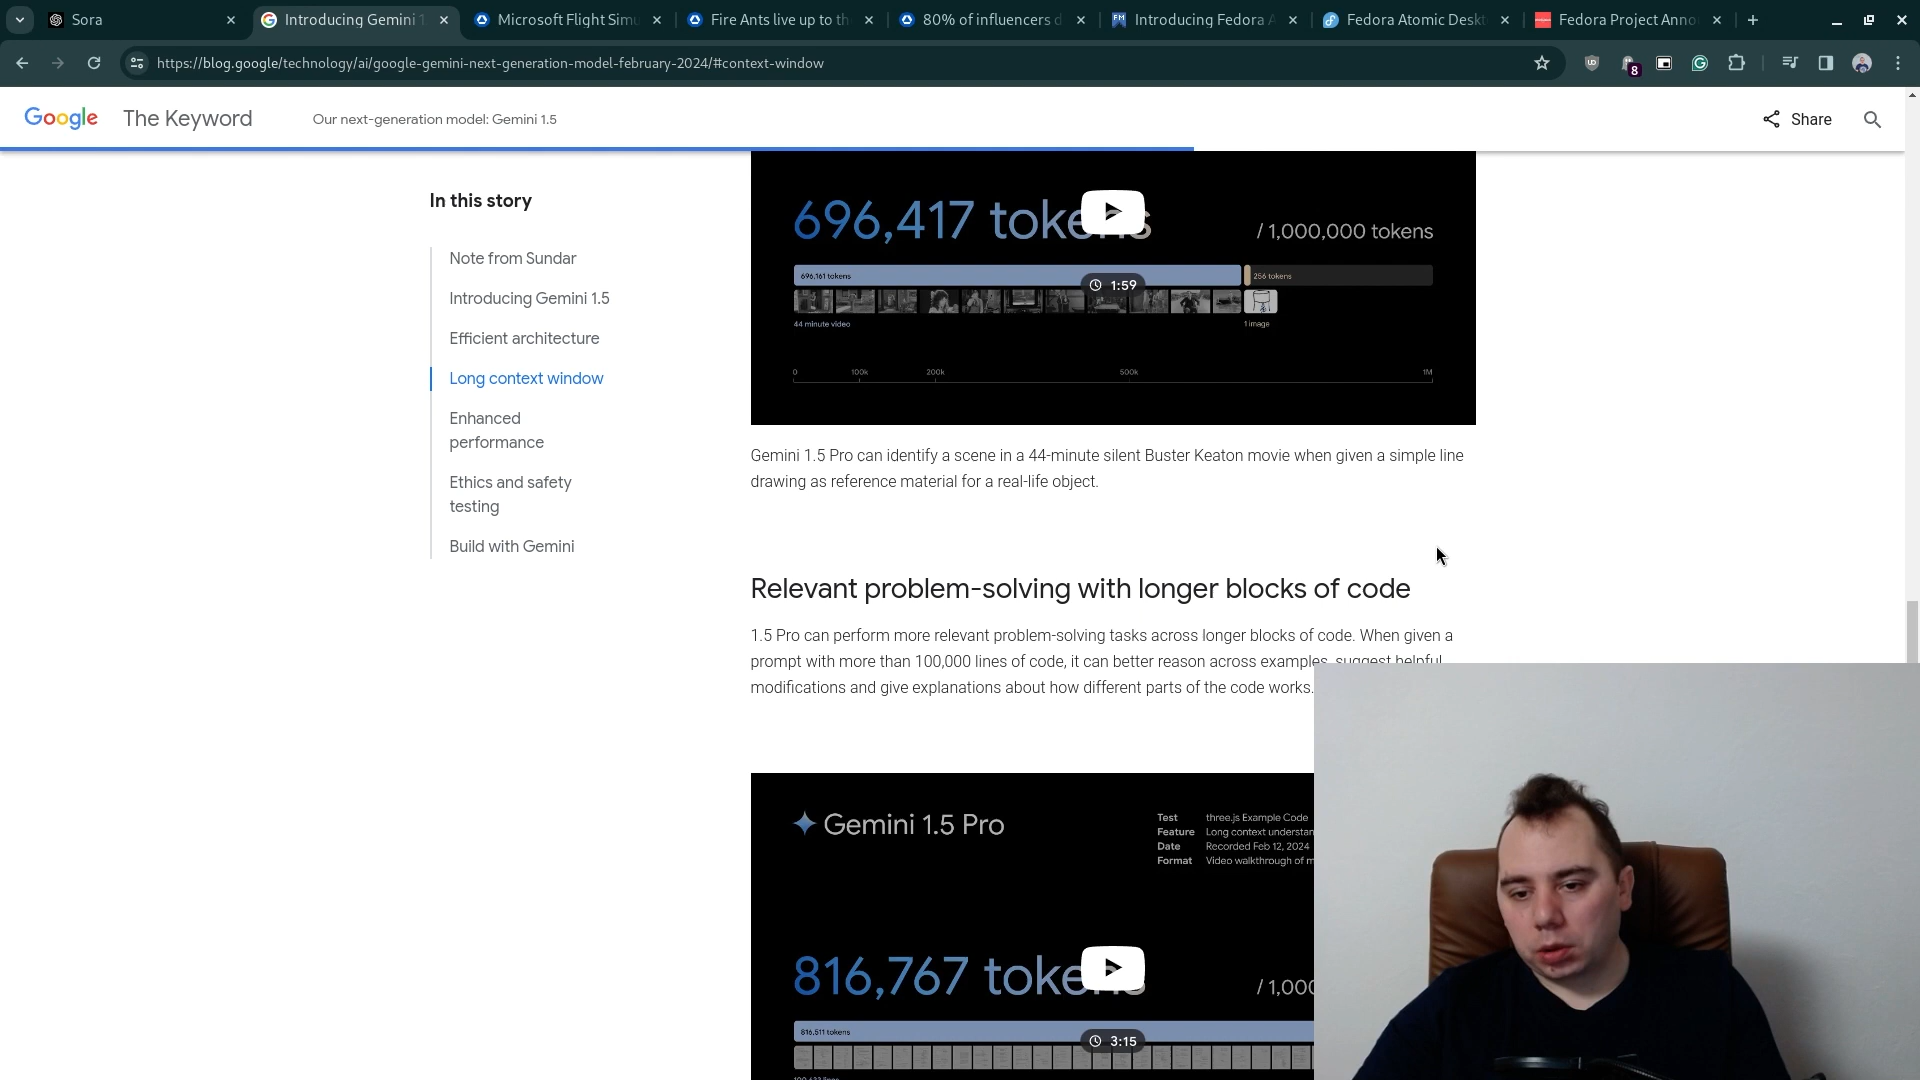 Sora
Introducing Gemini 1
Microsoft Flight Simu
Fire Ants live up to th
80% of influencers d
Introducing Fedora A
Fedora Atomic Deskt
Fedora Project Anno
https://blog.google/technology/ai/google-gemini-next-generation-model-february-2024/#context-window
8
Google The Keyword
Our next-generation model: Gemini 1.5
Share
In this story
Note from Sundar
Introducing Gemini 1.5
Efficient architecture
Long context window
Enhanced
performance
Ethics and safety
testing
Build with Gemini
696,417 tokens
/ 1,000,000 tokens
696,161 tokens
256 tokens
1:59
44 minute video
1 image
0 100k 200k 500k 1M
Gemini 1.5 Pro can identify a scene in a 44-minute silent Buster Keaton movie when given a simple line
drawing as reference material for a real-life object.
Relevant problem-solving with longer blocks of code
1.5 Pro can perform more relevant problem-solving tasks across longer blocks of code. When given a
prompt with more than 100,000 lines of code, it can better reason across examples, suggest helpful
modifications and give explanations about how different parts of the code works.
Gemini 1.5 Pro
Test three.js Example Code
Feature Long context understan
Date Recorded Feb 12, 2024
Format Video walkthrough of m
816,767 tokens
/ 1,000
816,511 tokens
3:15